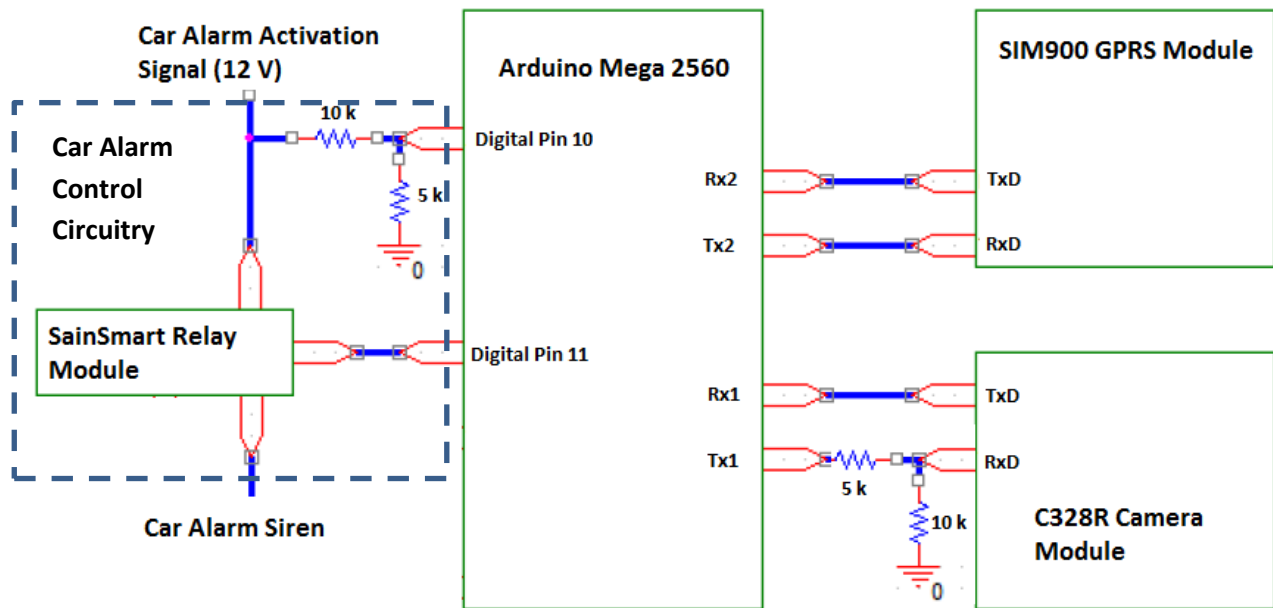 Car Alarm Activation
Signal (12 V)
Arduino Mega 2560
SIM900 GPRS Module
10 k
Car Alarm
Control
Circuitry
Digital Pin 10
5 k
0
Rx2
TxD
Tx2
RxD
SainSmart Relay
Module
Digital Pin 11
Rx1
TxD
Tx1
RxD
5 k
10 k
0
C328R Camera
Module
Car Alarm Siren